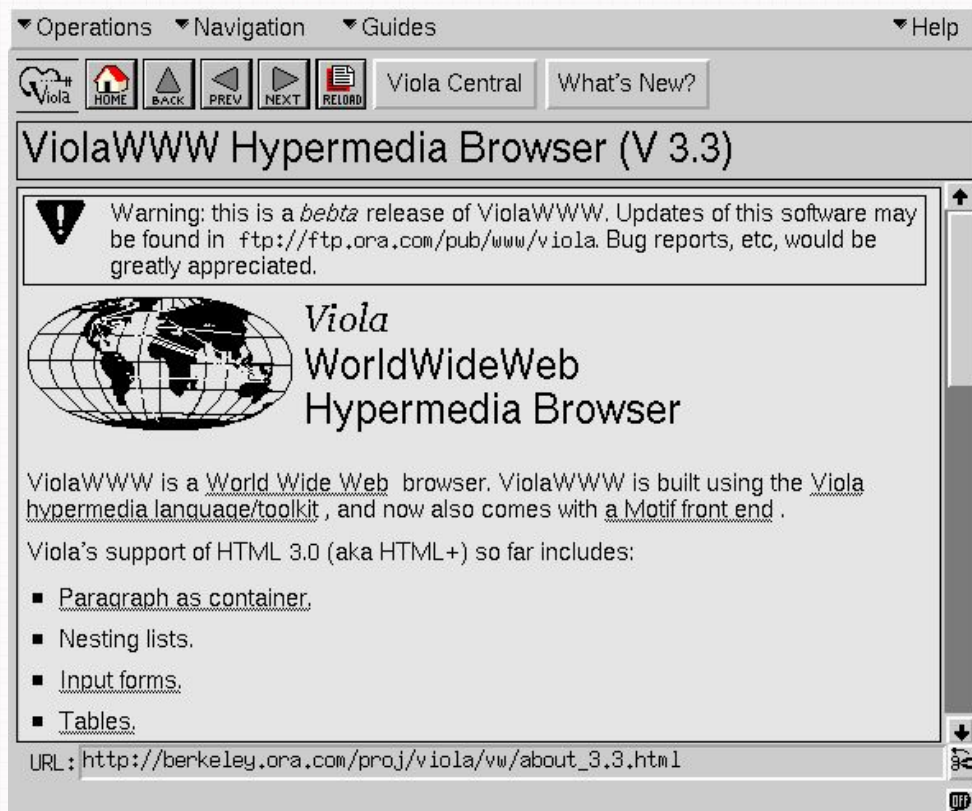 Operations Navigation Guides Help
Viola HOME BACK PREV NEXT RELOAD Viola Central What's New?
ViolaWWW Hypermedia Browser (V 3.3)
Warning: this is a bebta release of ViolaWWW. Updates of this software may
be found in ftp://ftp.ora.com/pub/www/viola. Bug reports, etc, would be
greatly appreciated.
Viola
WorldWideWeb
Hypermedia Browser
ViolaWWW is a World Wide Web browser. ViolaWWW is built using the Viola
hypermedia language/toolkit , and now also comes with a Motif front end .
Viola's support of HTML 3.0 (aka HTML+) so far includes:
Paragraph as container.
Nesting lists.
Input forms.
Tables.
URL: http://berkeley.ora.com/proj/viola/vw/about_3.3.html
OFF